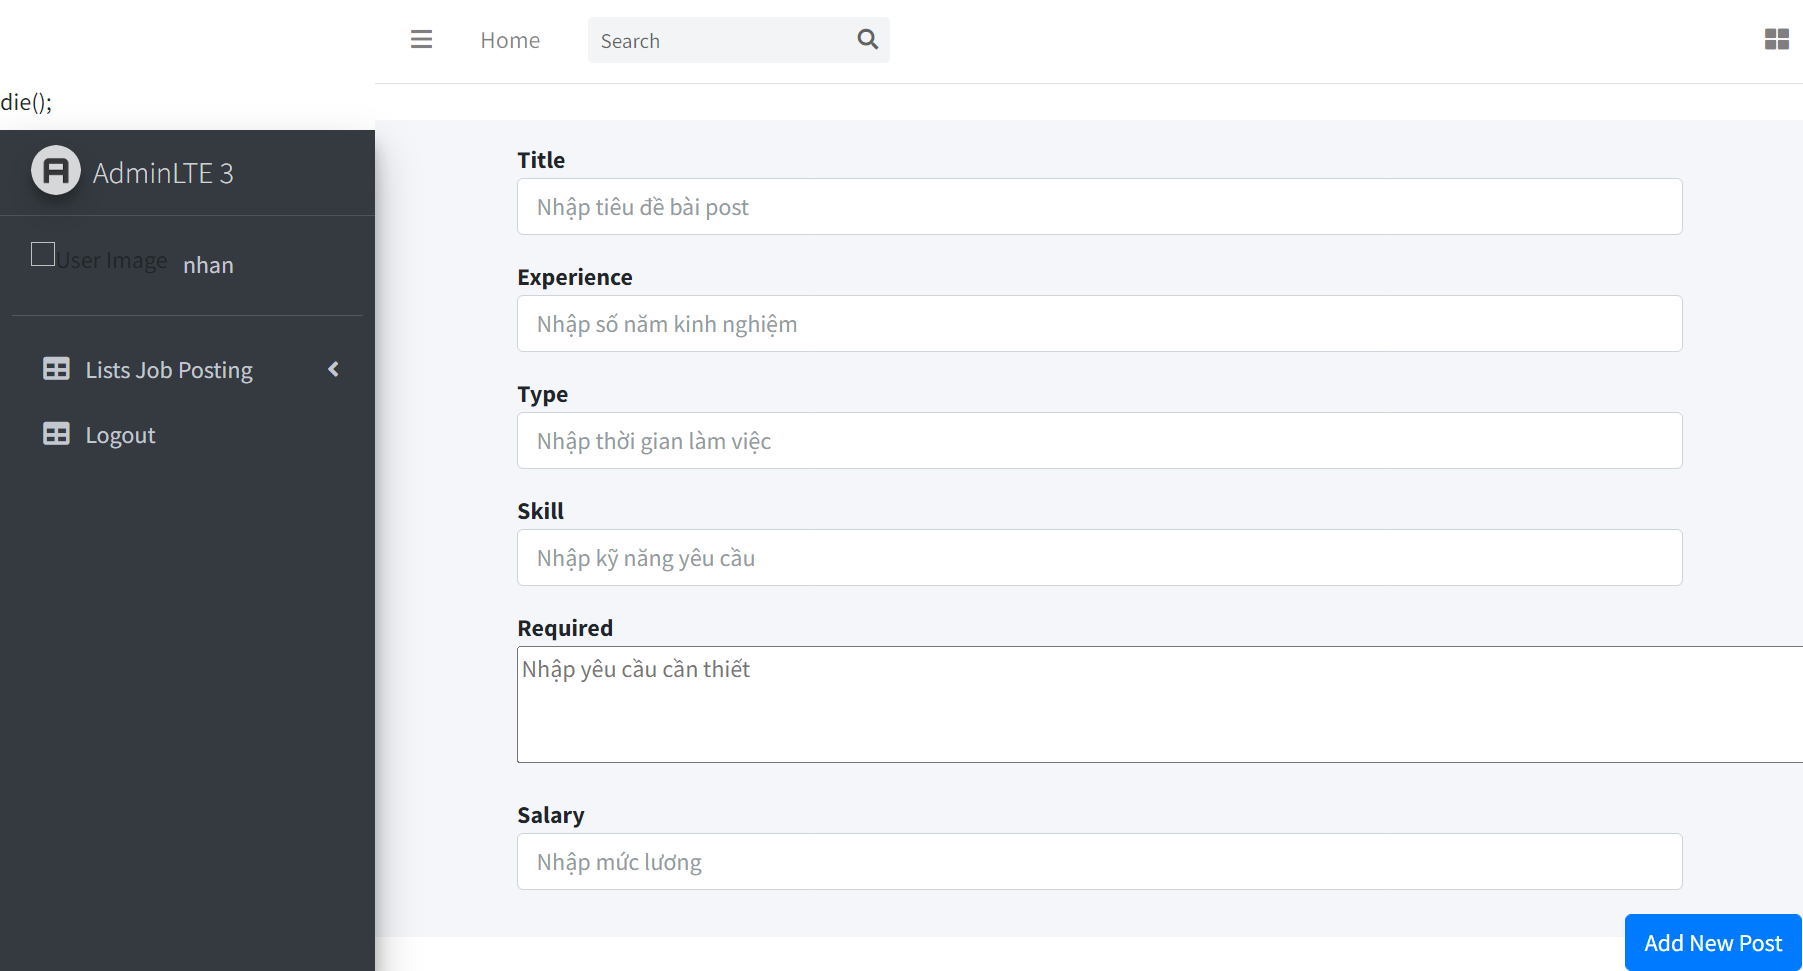 Home
Search
die();
AdminLTE 3
User Image
nhan
Lists Job Posting
Logout
Title
Nhập tiêu đề bài post
Experience
Nhập số năm kinh nghiệm
Type
Nhập thời gian làm việc
Skill
Nhập kỹ năng yêu cầu
Required
Nhập yêu cầu cần thiết
Salary
Nhập mức lương
Add New Post